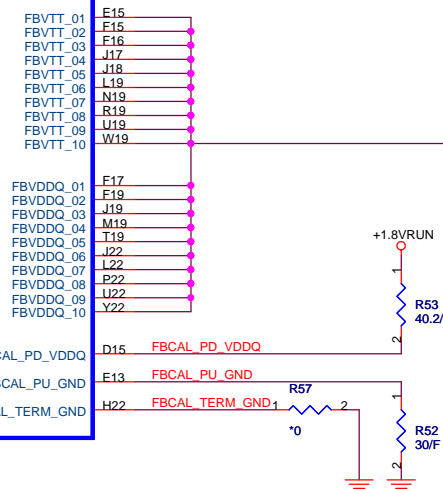 FBVTT_01 E15
FBVTT_02 F15
FBVTT_03 F16
FBVTT_04 J17
FBVTT_05 J18
FBVTT_06 L19
FBVTT_07 N19
FBVTT_08 R19
FBVTT_09 U19
FBVTT_10 W19
FBVDDQ_01 F17
FBVDDQ_02 F19
FBVDDQ_03 J19
FBVDDQ_04 M19
FBVDDQ_05 T19
FBVDDQ_06 J22
FBVDDQ_07 L22
FBVDDQ_08 P22
FBVDDQ_09 U22
FBVDDQ_10 Y22
+1.8VRUN
1
R53
40.2/
2
CAL_PD_VDDQ D15 FBCAL_PD_VDDQ
CAL_PU_GND E13 FBCAL_PU_GND
L_TERM_GND H22 FBCAL_TERM_GND 1 R57 2
*0
1
R52
30/F
2